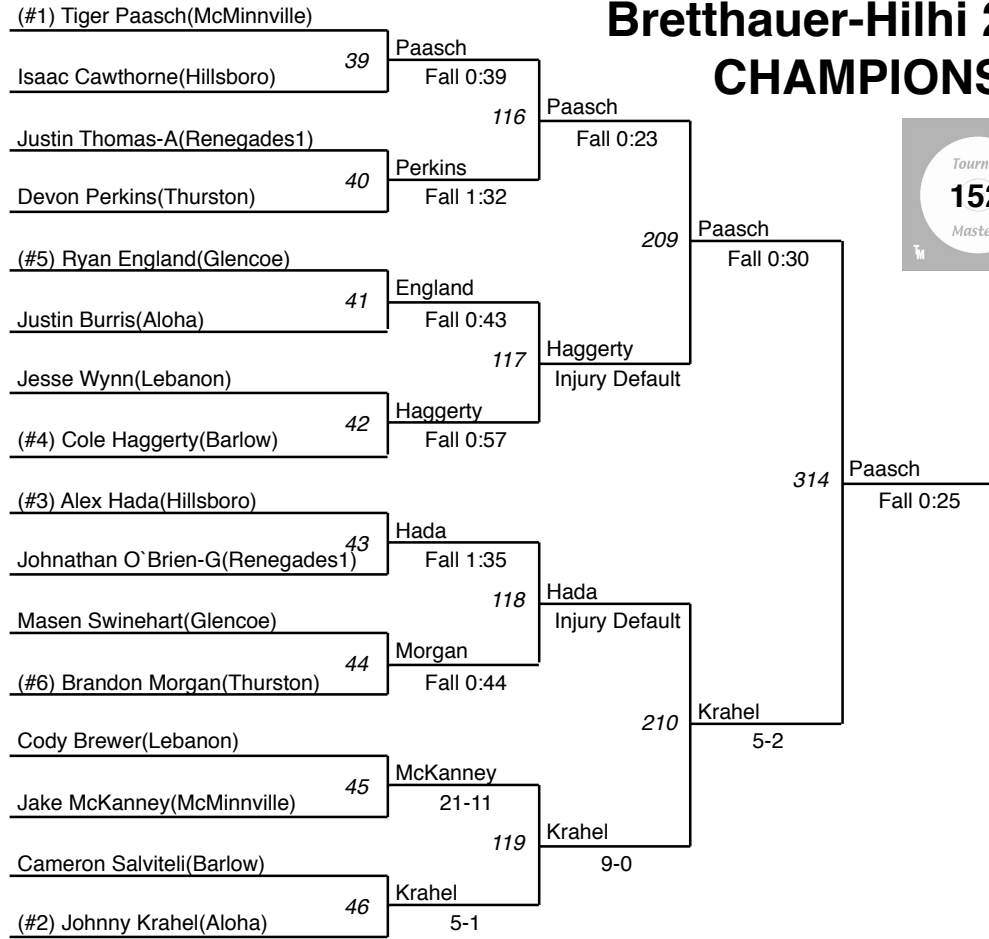 Bretthauer-Hilhi 2
CHAMPIONS
Tourn
152
Maste
TM
(#1) Tiger Paasch(McMinnville)
39
Isaac Cawthorne(Hillsboro)
Paasch
Fall 0:39
116
Justin Thomas-A(Renegades1)
40
Devon Perkins(Thurston)
Perkins
Fall 1:32
Paasch
Fall 0:23
209
(#5) Ryan England(Glencoe)
41
Justin Burris(Aloha)
England
Fall 0:43
117
Jesse Wynn(Lebanon)
42
(#4) Cole Haggerty(Barlow)
Haggerty
Fall 0:57
Haggerty
Injury Default
Paasch
Fall 0:30
314
(#3) Alex Hada(Hillsboro)
43
Johnathan O`Brien-G(Renegades1)
Hada
Fall 1:35
118
Masen Swinehart(Glencoe)
44
(#6) Brandon Morgan(Thurston)
Morgan
Fall 0:44
Hada
Injury Default
210
Cody Brewer(Lebanon)
45
Jake McKanney(McMinnville)
McKanney
21-11
119
Cameron Salviteli(Barlow)
46
(#2) Johnny Krahel(Aloha)
Krahel
5-1
Krahel
9-0
Krahel
5-2
Paasch
Fall 0:25